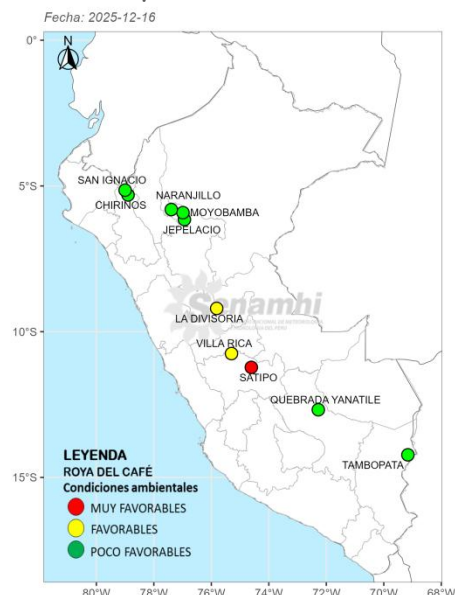 Fecha: 2025-12-16
N
0°
5°S
10°S
15°S
SAN IGNACIO
CHIRINOS
NARANJILLO
MOYOBAMBA
JEPELACIO
Senamhi
LA DIVISORIA
VILLA RICA
SATIPO
QUEBRADA YANATILE
TAMBOPATA
LEYENDA
ROYA DEL CAFÉ
Condiciones ambientales
MUY FAVORABLES
FAVORABLES
POCO FAVORABLES
80°W 78°W 76°W 74°W 72°W 70°W 68°W